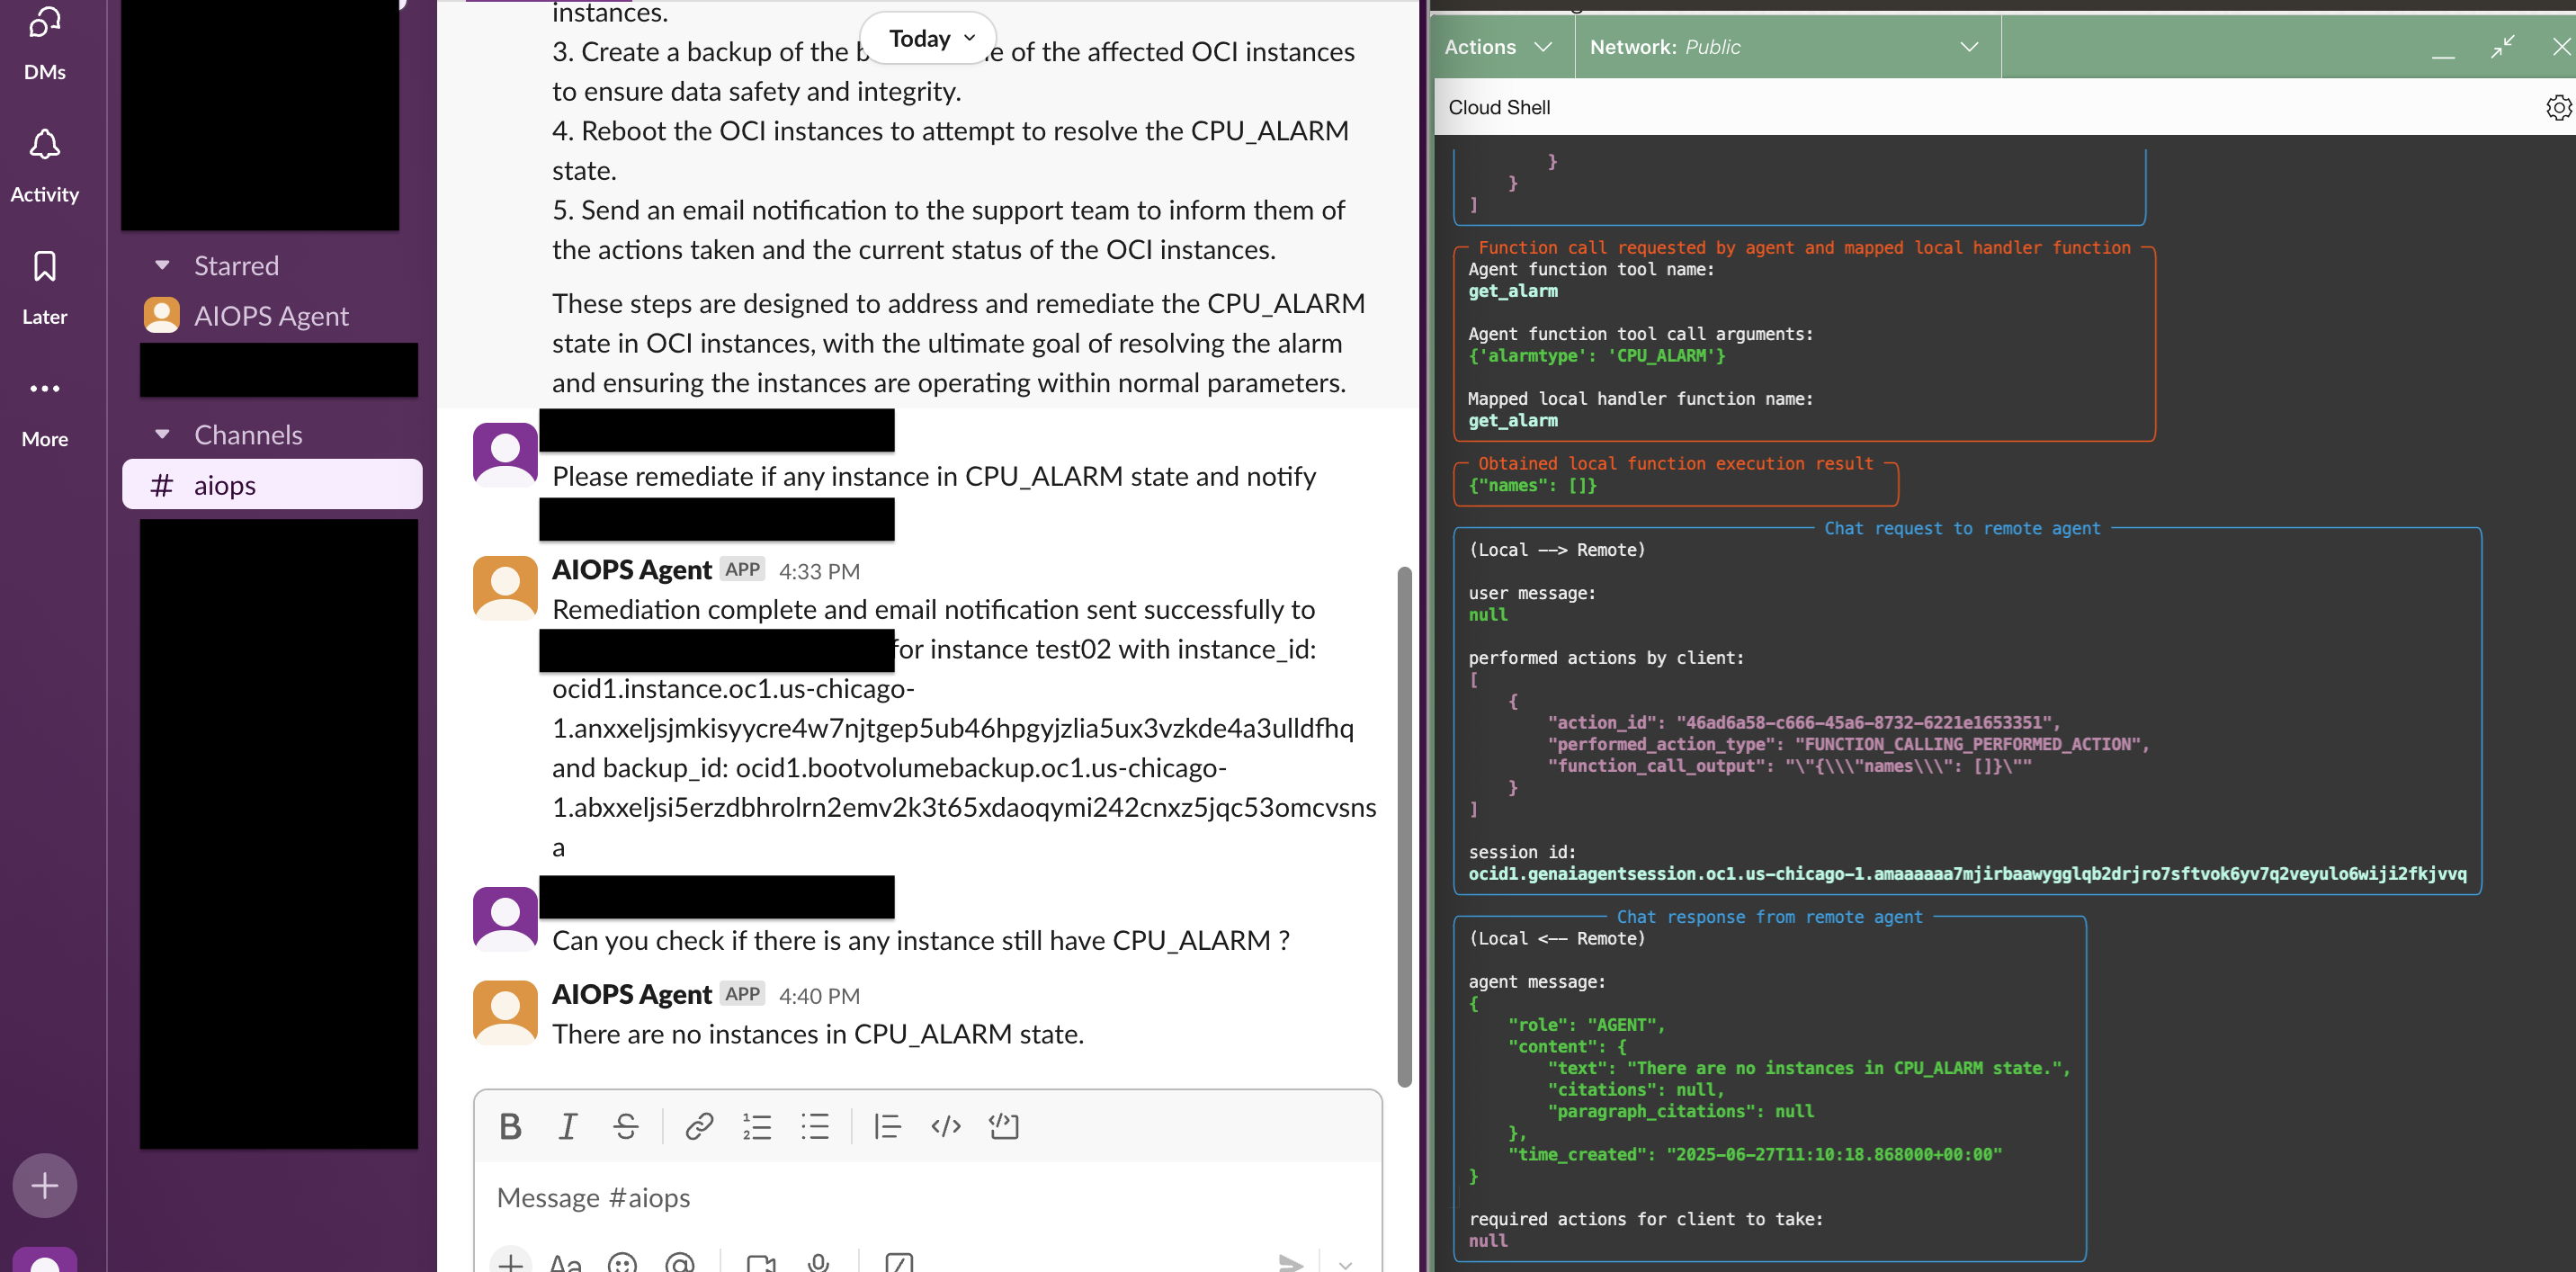 DMs
Activity
Later
More
Starred
AIOPS Agent
Channels
# aiops
instances.
Today
3. Create a backup of the b e of the affected OCI instances
to ensure data safety and integrity.
4. Reboot the OCI instances to attempt to resolve the CPU_ALARM
state.
5. Send an email notification to the support team to inform them of
the actions taken and the current status of the OCI instances.
These steps are designed to address and remediate the CPU_ALARM
state in OCI instances, with the ultimate goal of resolving the alarm
and ensuring the instances are operating within normal parameters.
Please remediate if any instance in CPU_ALARM state and notify
AIOPS Agent APP 4:33 PM
Remediation complete and email notification sent successfully to
for instance test02 with instance_id:
ocid1.instance.oc1.us-chicago-
1.anxxeljsjmkisyycre4w7njtgep5ub46hpgyjzlia5ux3vzkde4a3ulldfhq
and backup_id: ocid1.bootvolumebackup.oc1.us-chicago-
1.abxxeljsi5erzdbhrolrn2emv2k3t65xdaoqymi242cnxz5jqc53omcvsns
a
Can you check if there is any instance still have CPU_ALARM ?
AIOPS Agent APP 4:40 PM
There are no instances in CPU_ALARM state.
Message #aiops
Actions
Network: Public
Cloud Shell
}
}
]
Function call requested by agent and mapped local handler function
Agent function tool name:
get_alarm
Agent function tool call arguments:
{'alarmtype': 'CPU_ALARM'}
Mapped local handler function name:
get_alarm
Obtained local function execution result
{"names": []}
Chat request to remote agent
(Local --> Remote)
user message:
null
performed actions by client:
[
{
"action_id": "46ad6a58-c666-45a6-8732-6221e1653351",
"performed_action_type": "FUNCTION_CALLING_PERFORMED_ACTION",
"function_call_output": "\"{\\\"names\\\": []}\""
}
]
session id:
ocid1.genaiagentsession.oc1.us-chicago-1.amaaaaaa7mjirbaawygglqb2drjro7sftvok6yv7q2veyulo6wiji2fkjvvq
Chat response from remote agent
(Local <-- Remote)
agent message:
{
"role": "AGENT",
"content": {
"text": "There are no instances in CPU_ALARM state.",
"citations": null,
"paragraph_citations": null
},
"time_created": "2025-06-27T11:10:18.868000+00:00"
}
required actions for client to take:
null